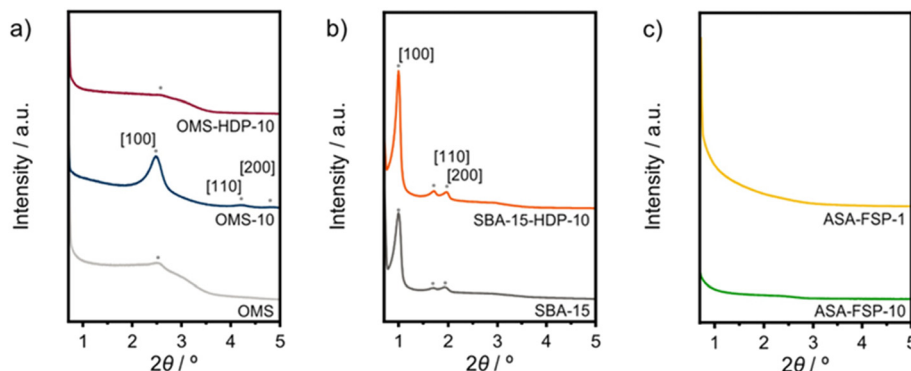 a)
Intensity / a.u.
*
OMS-HDP-10
[100]
*
[200]
[110]
* *
OMS-10
*
OMS
1 2 3 4 5
2θ / º
b)
Intensity / a.u.
[100]
*
[110]
[200]
* *
SBA-15-HDP-10
*
* *
SBA-15
1 2 3 4 5
2θ / º
c)
Intensity / a.u.
ASA-FSP-1
ASA-FSP-10
1 2 3 4 5
2θ / º